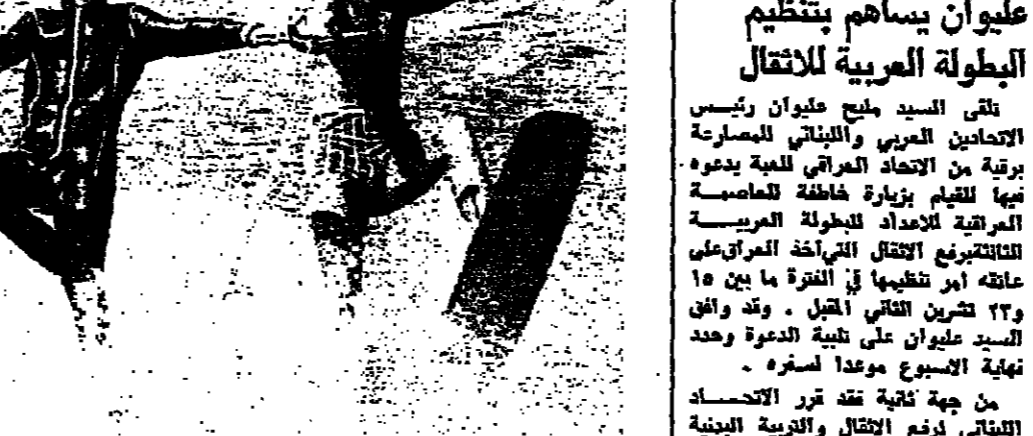 عليوان يساهم بتنظيم
البطولة العربية للاثقال
تلقى السيد مليح عليوان رئيس
الاتحادين العربي واللبناني للمصارعة
برقية من الاتحاد العراقي للعبة يدعوه
فيها للقيام بزيارة خاطفة للعاصمة
العراقية للاعداد للبطولة العربية
الثالثةبرفع الاثقال التيأخذ العراقعلى
عاتقه امر تنظيمها في الفترة ما بين ١٥
و٢٣ تشرين الثاني المقبل . وقد وافق
السيد عليوان على تلبية الدعوة وحدد
نهاية الاسبوع موعدا لسفره .
من جهة ثانية فقد قرر الاتحاد
اللبناني لرفع الاثقال والتربية البدنية